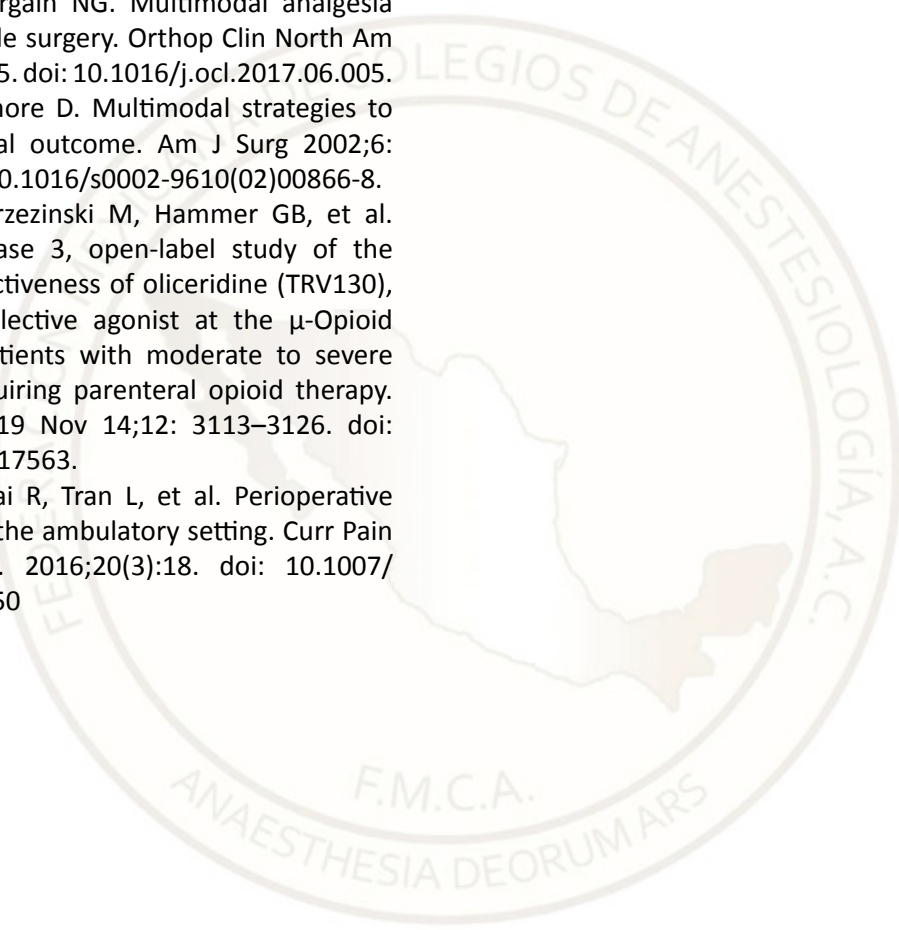 rgain NG. Multimodal analgesia
le surgery. Orthop Clin North Am
5. doi: 10.1016/j.ocl.2017.06.005.
nore D. Multimodal strategies to
al outcome. Am J Surg 2002;6:
0.1016/s0002-9610(02)00866-8.
rzezinski M, Hammer GB, et al.
ase 3, open-label study of the
ctiveness of oliceridine (TRV130),
lective agonist at the µ-Opioid
tients with moderate to severe
uiring parenteral opioid therapy.
19 Nov 14;12: 3113–3126. doi:
17563.
ai R, Tran L, et al. Perioperative
the ambulatory setting. Curr Pain
. 2016;20(3):18. doi: 10.1007/
50
FEDERACIÓN MEXICANA DE COLEGIOS DE ANESTESIOLOGÍA, A.C.
F.M.C.A.
ANAESTHESIA DEORUM ARS